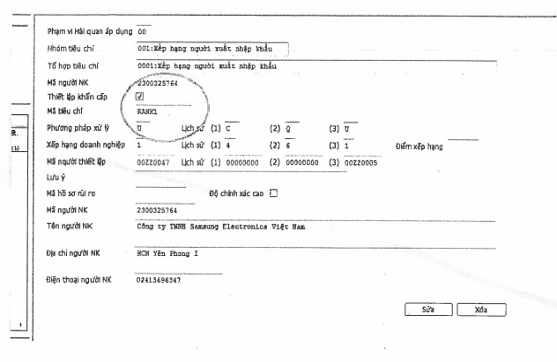 Phạm vi Hải quan áp dụng 00
Nhóm tiêu chí 001:Xếp hạng người xuất nhập khẩu
Tổ hợp tiêu chí 0001:Xếp hạng người xuất nhập khẩu
Mã người NK 2300325764
Thiết lập khẩn cấp
Mã tiêu chí RANK1
Phương pháp xử lý U Lịch sử (1) C (2) Q (3) U
Xếp hạng doanh nghiệp 1 Lịch sử (1) 4 (2) 6 (3) 1 Điểm xếp hạng
Mã người thiết lập 00ZZ0047 Lịch sử (1) 00000000 (2) 00000000 (3) 00ZZ0005
Lưu ý
Mã hồ sơ rủi ro Độ chính xác cao
Mã người NK 2300325764
Tên người NK Công ty TNHH Samsung Electronics Việt Nam
Địa chỉ người NK KCN Yên Phong I
Điện thoại người NK 02413696347
Sửa Xóa